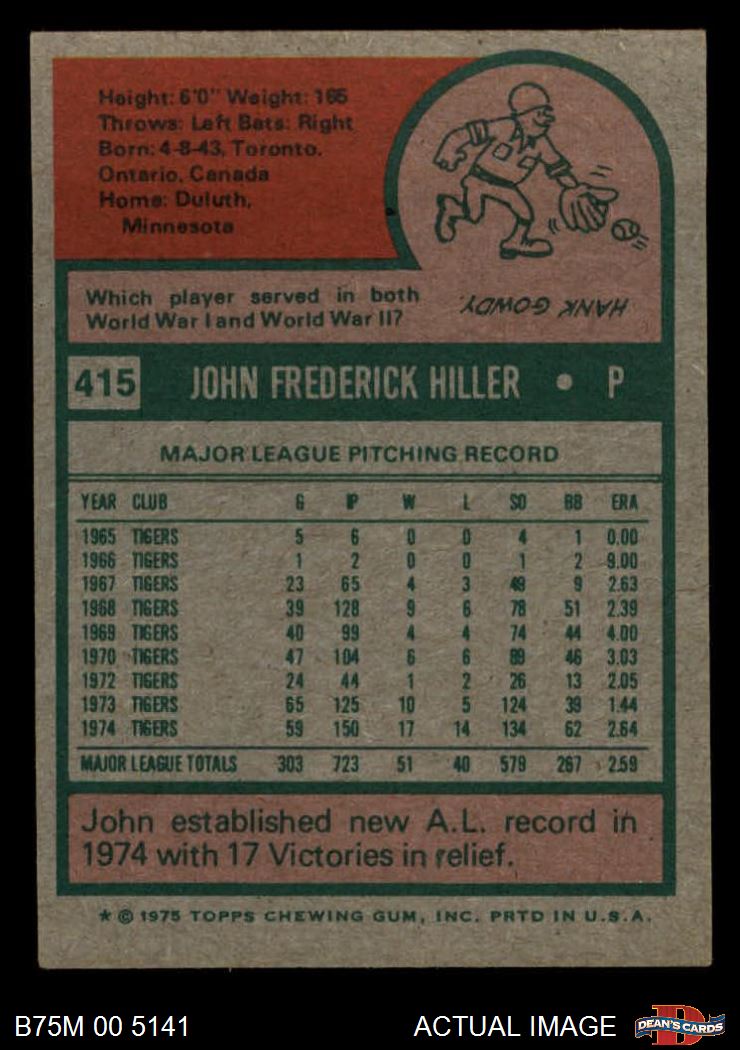 Height: 6'0" Weight: 165
Throws: Left Bats: Right
Born: 4-8-43, Toronto,
Ontario, Canada
Home: Duluth,
Minnesota
Which player served in both
World War I and World War II?
HANK GOWDY.
415 JOHN FREDERICK HILLER • P
MAJOR LEAGUE PITCHING RECORD
YEAR CLUB G IP W L SO BB ERA
1965 TIGERS 5 6 0 0 4 1 0.00
1966 TIGERS 1 2 0 0 1 2 9.00
1967 TIGERS 23 65 4 3 49 9 2.63
1968 TIGERS 39 128 9 6 78 51 2.39
1969 TIGERS 40 99 4 4 74 44 4.00
1970 TIGERS 47 104 6 6 89 46 3.03
1972 TIGERS 24 44 1 2 26 13 2.05
1973 TIGERS 65 125 10 5 124 39 1.44
1974 TIGERS 59 150 17 14 134 62 2.64
MAJOR LEAGUE TOTALS 303 723 51 40 579 267 2.59
John established new A.L. record in
1974 with 17 Victories in relief.
* © 1975 TOPPS CHEWING GUM, INC. PRTD IN U.S.A.
B75M 00 5141 ACTUAL IMAGE DEAN'S CARDS